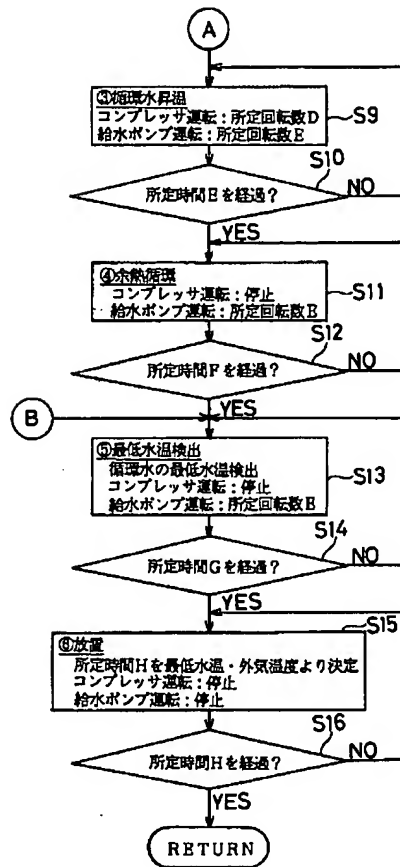 A
③循環水昇温
コンプレッサ運転：所定回転数D
給水ポンプ運転：所定回転数E
S9
S10
所定時間Eを経過？
NO
YES
④余熱循環
コンプレッサ運転：停止
給水ポンプ運転：所定回転数E
S11
S12
所定時間Fを経過？
NO
B
YES
⑤最低水温検出
循環水の最低水温検出
コンプレッサ運転：停止
給水ポンプ運転：所定回転数E
S13
S14
所定時間Gを経過？
NO
YES
S15
⑥放置
所定時間Hを最低水温・外気温度より決定
コンプレッサ運転：停止
給水ポンプ運転：停止
S16
所定時間Hを経過？
NO
YES
RETURN